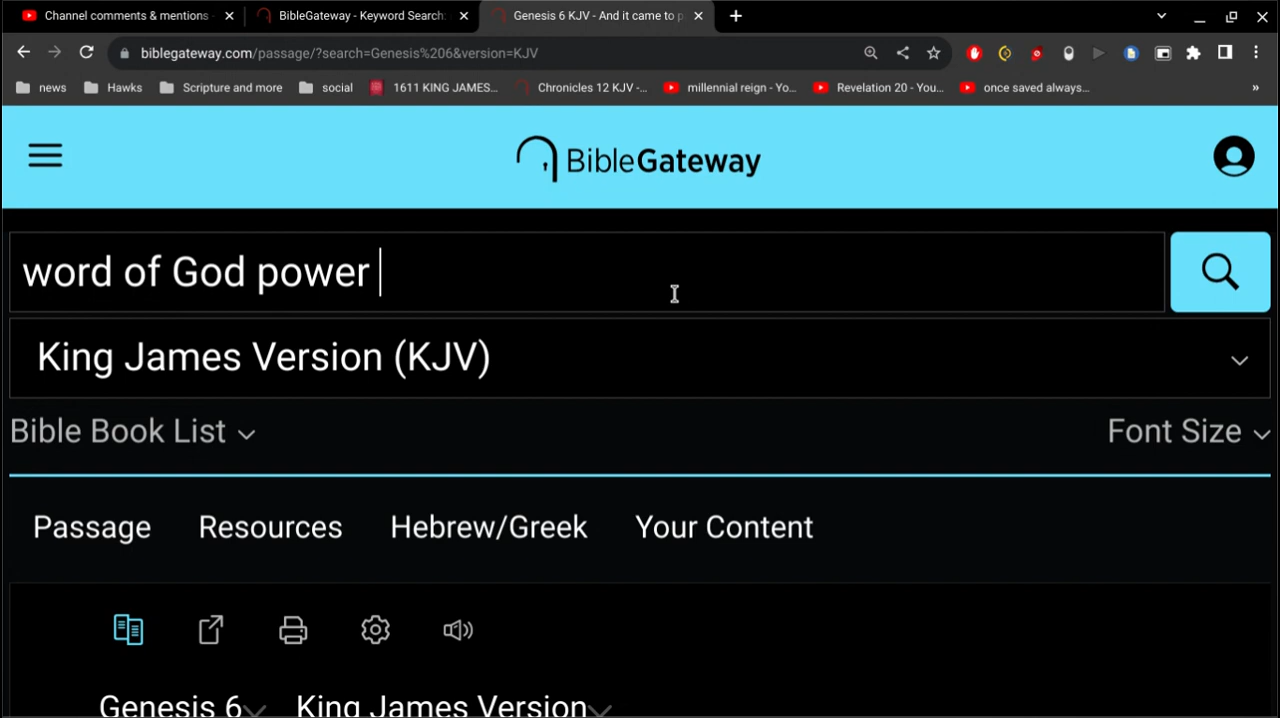 Channel comments & mentions
BibleGateway - Keyword Search:
Genesis 6 KJV - And it came to p
biblegateway.com/passage/?search=Genesis%206&version=KJV
news
Hawks
Scripture and more
social
1611 KING JAMES...
Chronicles 12 KJV -...
millennial reign - Yo...
Revelation 20 - You...
once saved always...
»
BibleGateway
word of God power
King James Version (KJV)
Bible Book List
Font Size
Passage
Resources
Hebrew/Greek
Your Content
Genesis 6
King James Version